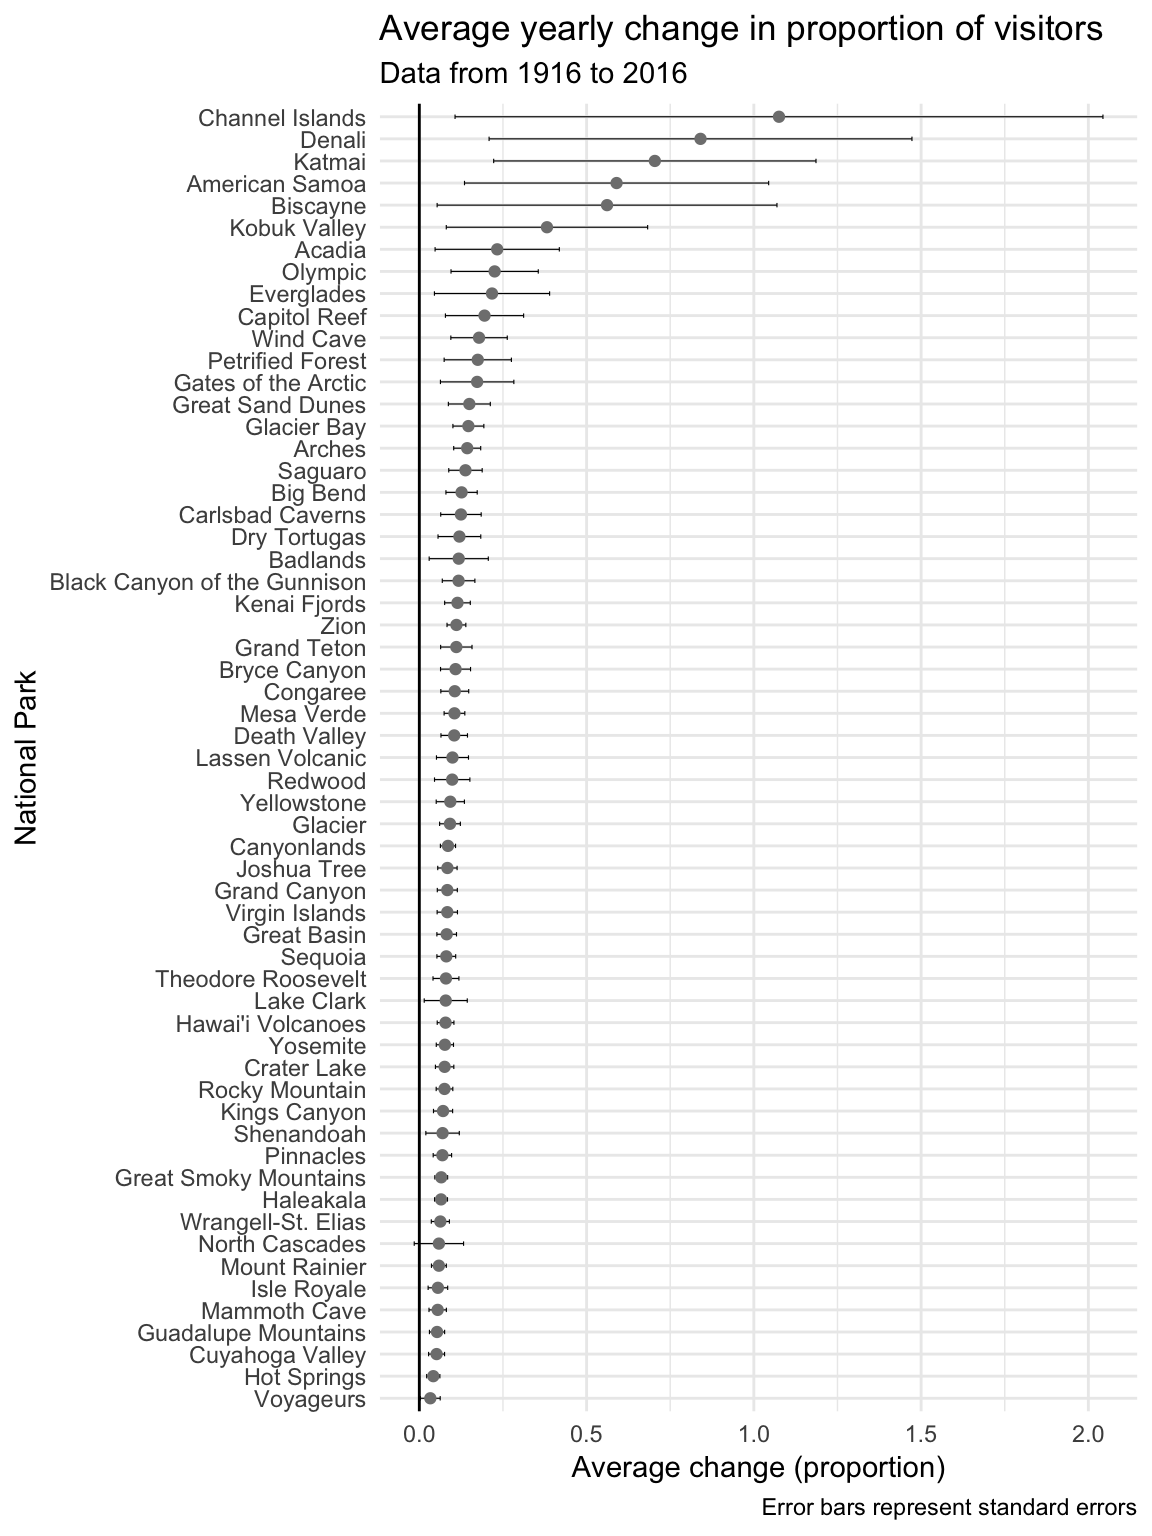 Average yearly change in proportion of visitors
Data from 1916 to 2016
National Park
Channel Islands
Denali
Katmai
American Samoa
Biscayne
Kobuk Valley
Acadia
Olympic
Everglades
Capitol Reef
Wind Cave
Petrified Forest
Gates of the Arctic
Great Sand Dunes
Glacier Bay
Arches
Saguaro
Big Bend
Carlsbad Caverns
Dry Tortugas
Badlands
Black Canyon of the Gunnison
Kenai Fjords
Zion
Grand Teton
Bryce Canyon
Congaree
Mesa Verde
Death Valley
Lassen Volcanic
Redwood
Yellowstone
Glacier
Canyonlands
Joshua Tree
Grand Canyon
Virgin Islands
Great Basin
Sequoia
Theodore Roosevelt
Lake Clark
Hawai'i Volcanoes
Yosemite
Crater Lake
Rocky Mountain
Kings Canyon
Shenandoah
Pinnacles
Great Smoky Mountains
Haleakala
Wrangell-St. Elias
North Cascades
Mount Rainier
Isle Royale
Mammoth Cave
Guadalupe Mountains
Cuyahoga Valley
Hot Springs
Voyageurs
0.0 0.5 1.0 1.5 2.0
Average change (proportion)
Error bars represent standard errors